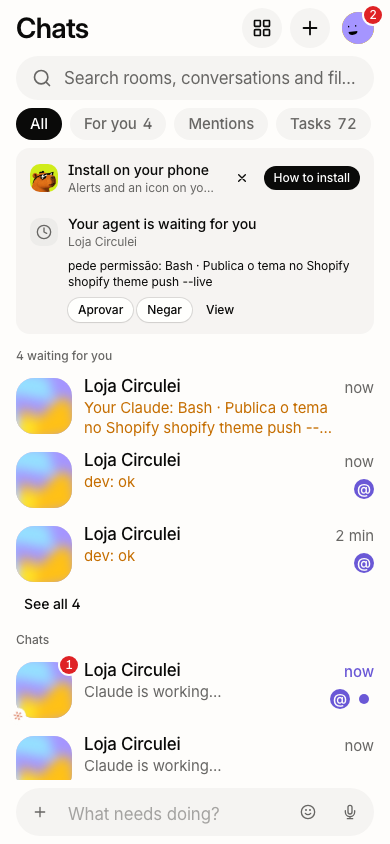 Chats
2
Search rooms, conversations and fil...
All
For you 4
Mentions
Tasks 72
Install on your phone
Alerts and an icon on yo...
How to install
Your agent is waiting for you
Loja Circulei
pede permissão: Bash · Publica o tema no Shopify
shopify theme push --live
Aprovar
Negar
View
4 waiting for you
Loja Circulei
now
Your Claude: Bash · Publica o tema
no Shopify shopify theme push --...
Loja Circulei
now
dev: ok
@
Loja Circulei
2 min
dev: ok
@
See all 4
Chats
1
Loja Circulei
now
Claude is working...
@
Loja Circulei
now
Claude is working...
What needs doing?